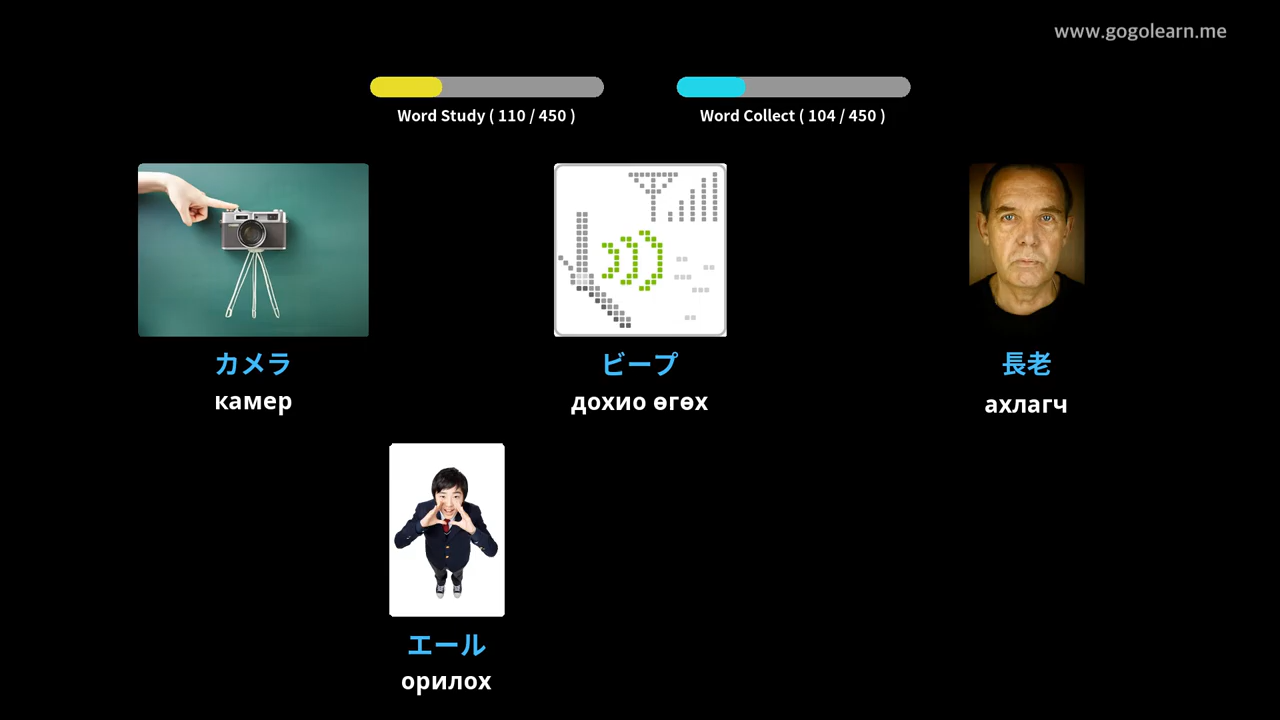 www.gogolearn.me
Word Study ( 110 / 450 )
Word Collect ( 104 / 450 )
カメラ
камер
ビープ
дохио өгөх
長老
ахлагч
エール
орилох